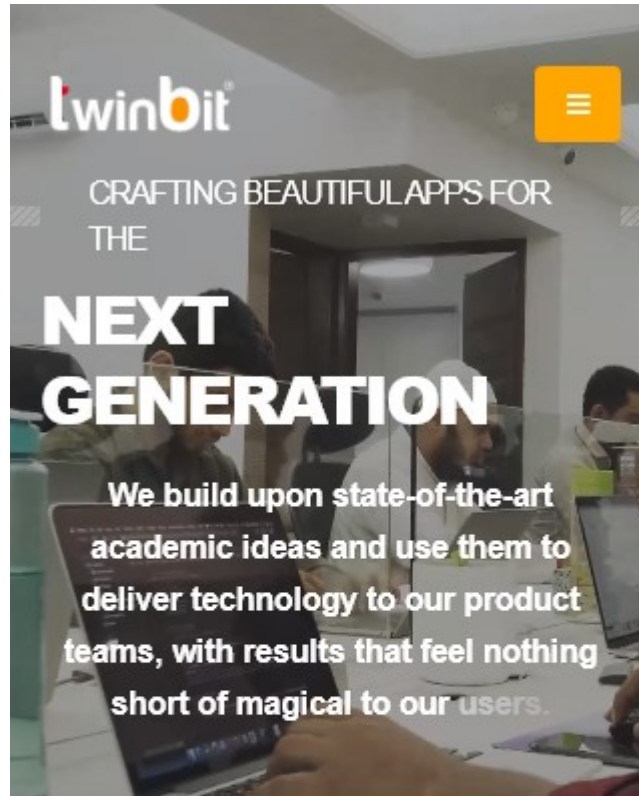 twinbit®
CRAFTING BEAUTIFUL APPS FOR
THE
NEXT
GENERATION
We build upon state-of-the-art
academic ideas and use them to
deliver technology to our product
teams, with results that feel nothing
short of magical to our users.